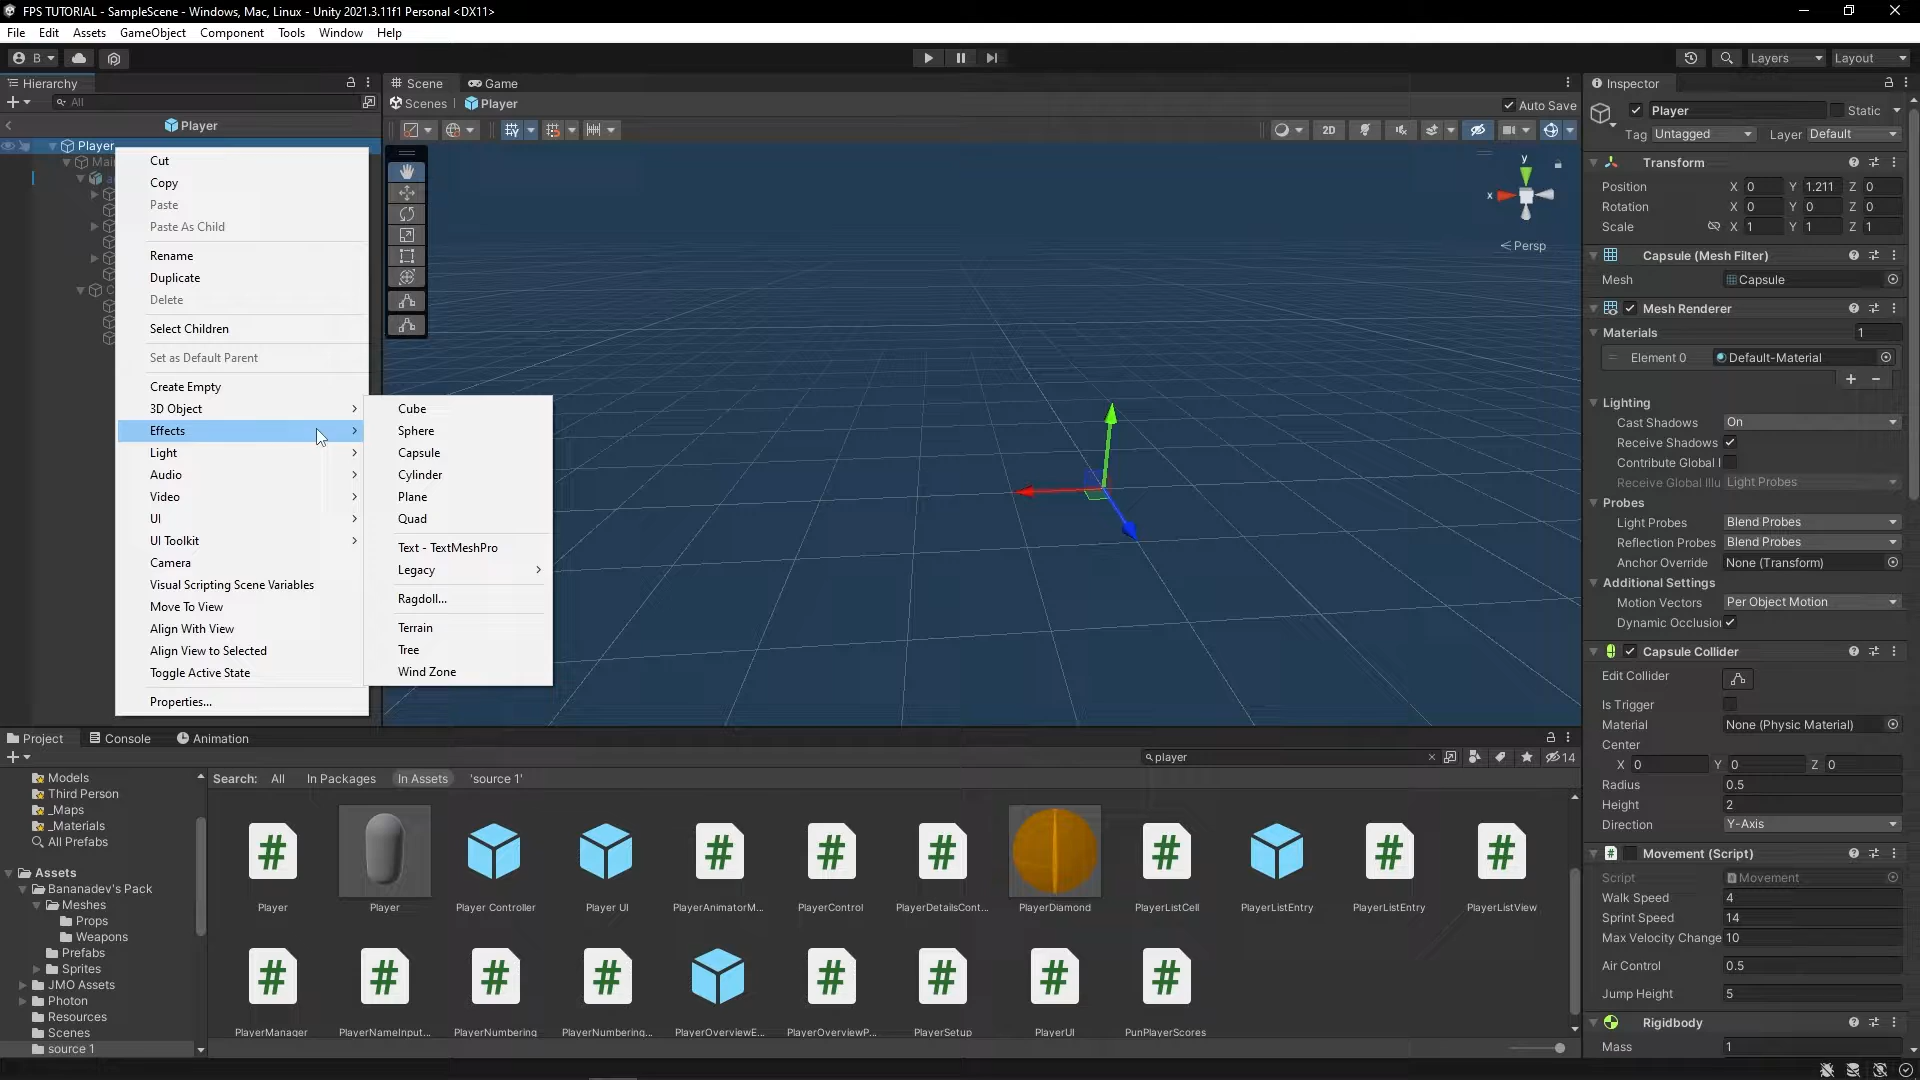 FPS TUTORIAL - SampleScene - Windows, Mac, Linux - Unity 2021.3.11f1 Personal <DX11>
File Edit Assets GameObject Component Tools Window Help
B
Layers Layout
Hierarchy
All
Player
Player
Cut
Copy
Paste
Paste As Child
Rename
Duplicate
Delete
Select Children
Set as Default Parent
Create Empty
3D Object
Effects
Light
Audio
Video
UI
UI Toolkit
Camera
Visual Scripting Scene Variables
Move To View
Align With View
Align View to Selected
Toggle Active State
Properties...
Cube
Sphere
Capsule
Cylinder
Plane
Quad
Text - TextMeshPro
Legacy
Ragdoll...
Terrain
Tree
Wind Zone
Scene Game
Scenes Player
Auto Save
2D
y
x
Persp
Inspector
Player Static
Tag Untagged Layer Default
Transform
Position X 0 Y 1.211 Z 0
Rotation X 0 Y 0 Z 0
Scale X 1 Y 1 Z 1
Capsule (Mesh Filter)
Mesh Capsule
Mesh Renderer
Materials 1
Element 0 Default-Material
Lighting
Cast Shadows On
Receive Shadows
Contribute Global I
Receive Global Illu Light Probes
Probes
Light Probes Blend Probes
Reflection Probes Blend Probes
Anchor Override None (Transform)
Additional Settings
Motion Vectors Per Object Motion
Dynamic Occlusion
Capsule Collider
Edit Collider
Is Trigger
Material None (Physic Material)
Center
X 0 Y 0 Z 0
Radius 0.5
Height 2
Direction Y-Axis
Movement (Script)
Script Movement
Walk Speed 4
Sprint Speed 14
Max Velocity Change 10
Air Control 0.5
Jump Height 5
Rigidbody
Mass 1
Project Console Animation
player
14
Models
Third Person
_Maps
_Materials
All Prefabs
Assets
Bananadev's Pack
Meshes
Props
Weapons
Prefabs
Sprites
JMO Assets
Photon
Resources
Scenes
source 1
Search: All In Packages In Assets 'source 1'
Player Player Player Controller Player UI PlayerAnimatorM... PlayerControl PlayerDetailsCont... PlayerDiamond PlayerListCell PlayerListEntry PlayerListEntry PlayerListView
PlayerManager PlayerNameInput... PlayerNumbering PlayerNumbering... PlayerOverviewE... PlayerOverviewP... PlayerSetup PlayerUI PunPlayerScores